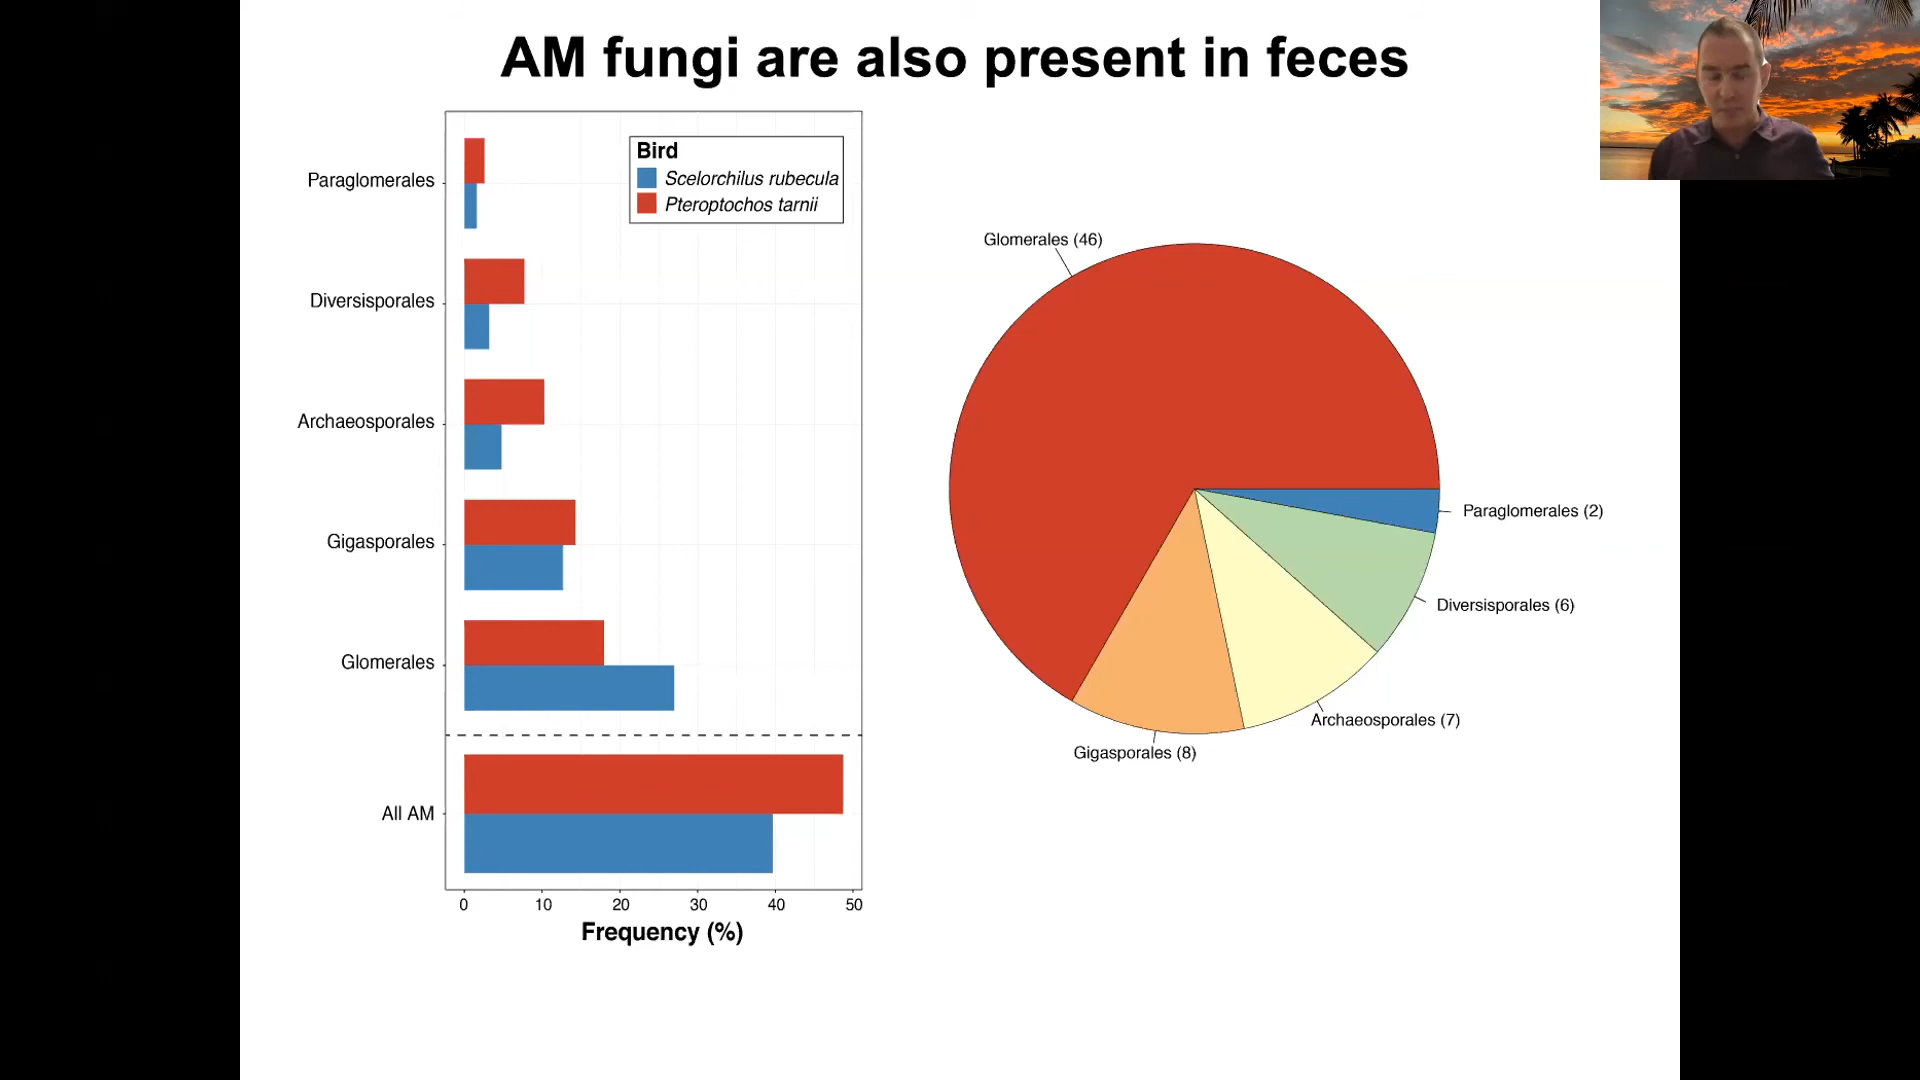 AM fungi are also present in feces
Bird
Scelorchilus rubecula
Pteroptochos tarnii
Paraglomerales
Diversisporales
Archaeosporales
Gigasporales
Glomerales
All AM
0 10 20 30 40 50
Frequency (%)
Glomerales (46)
Paraglomerales (2)
Diversisporales (6)
Archaeosporales (7)
Gigasporales (8)